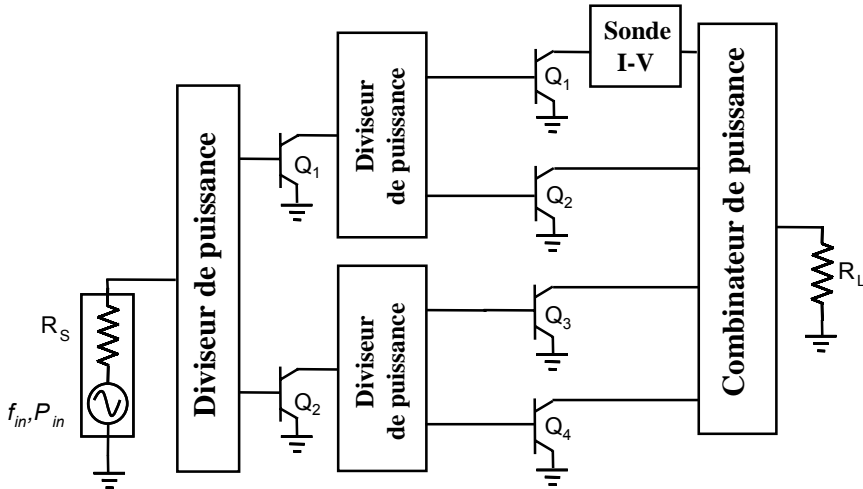 Sonde
I-V
Q1
Diviseur
de puissance
Q1
Q2
Diviseur de puissance
Combinateur de puissance
RL
RS
fin,Pin
Diviseur
de puissance
Q3
Q2
Q4